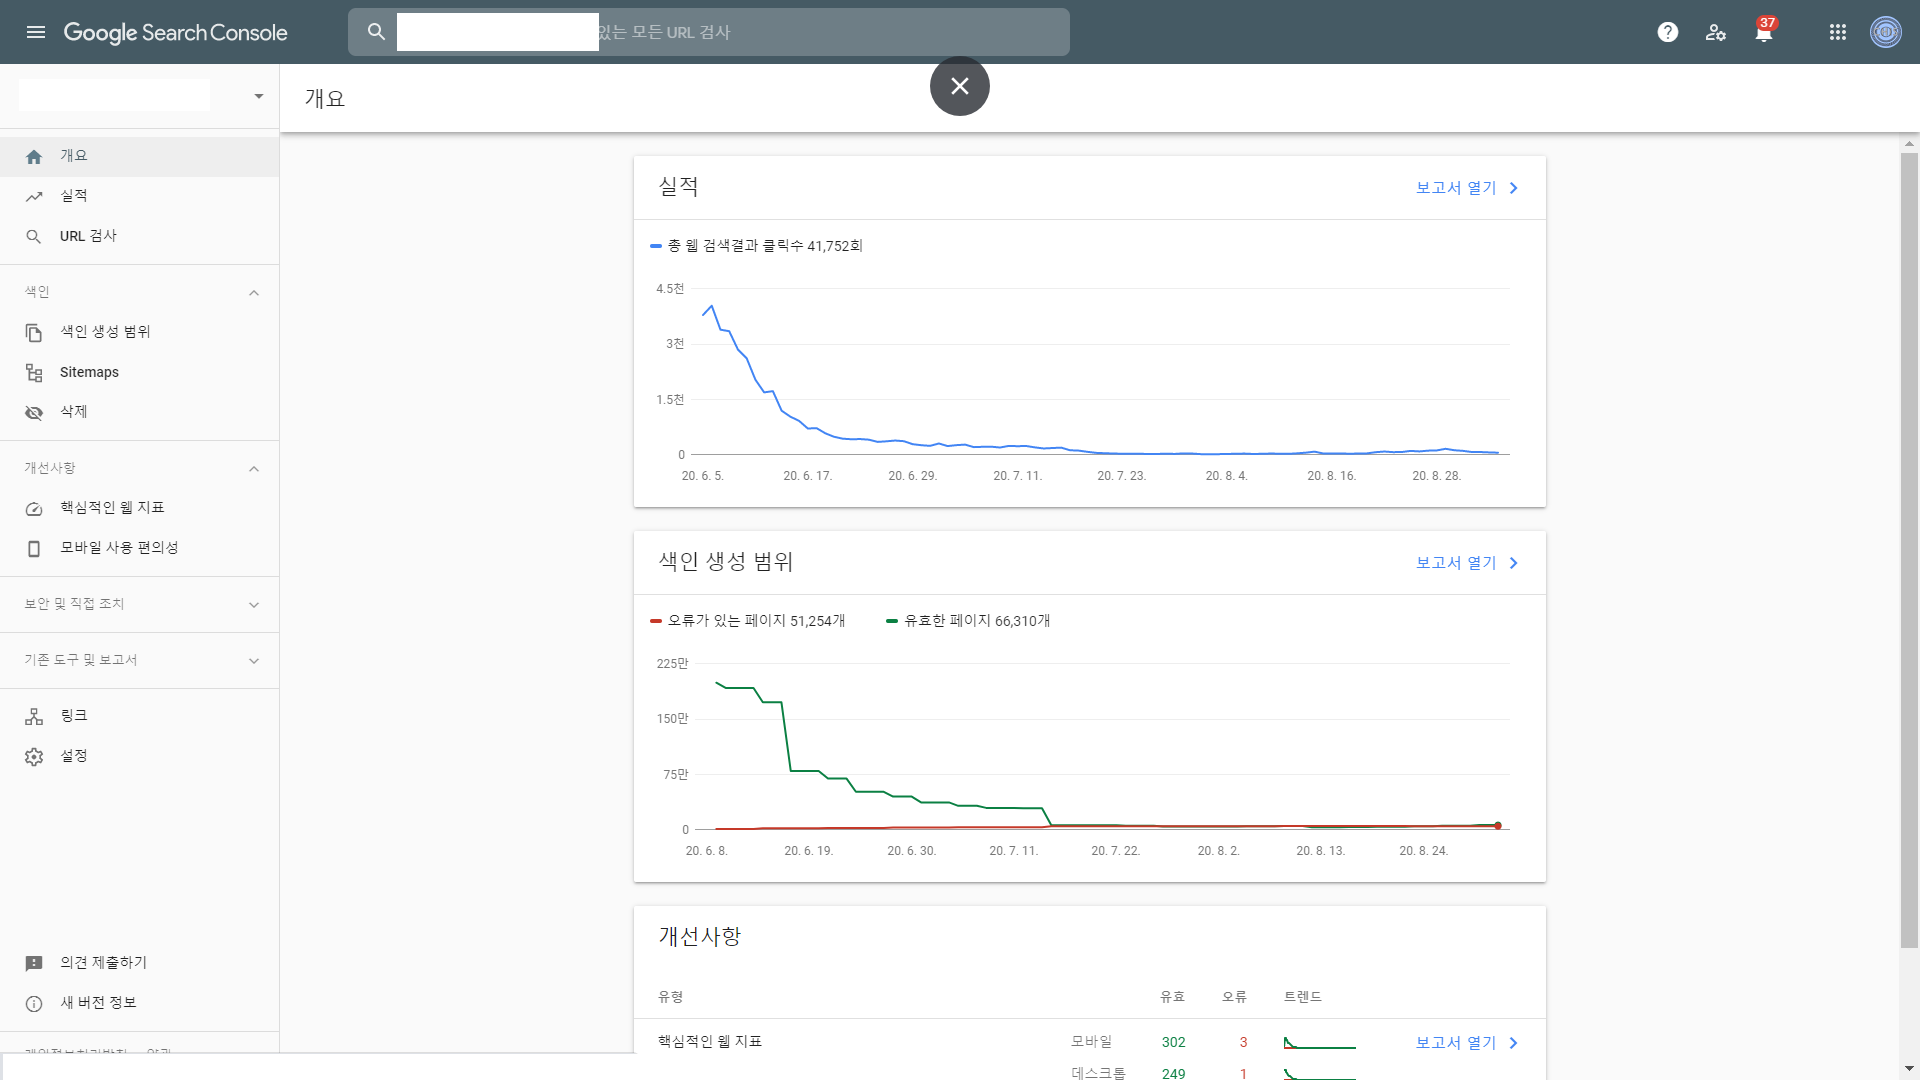 Google Search Console
있는 모든 URL 검사
37
개요
개요
실적
URL 검사
색인
색인 생성 범위
Sitemaps
삭제
개선사항
핵심적인 웹 지표
모바일 사용 편의성
보안 및 직접 조치
기존 도구 및 보고서
링크
설정
의견 제출하기
새 버전 정보
실적
보고서 열기
총 웹 검색결과 클릭수 41,752회
4.5천
3천
1.5천
0
20. 6. 5. 20. 6. 17. 20. 6. 29. 20. 7. 11. 20. 7. 23. 20. 8. 4. 20. 8. 16. 20. 8. 28.
색인 생성 범위
보고서 열기
오류가 있는 페이지 51,254개 유효한 페이지 66,310개
225만
150만
75만
0
20. 6. 8. 20. 6. 19. 20. 6. 30. 20. 7. 11. 20. 7. 22. 20. 8. 2. 20. 8. 13. 20. 8. 24.
개선사항
유형 유효 오류 트렌드
핵심적인 웹 지표 모바일 302 3 보고서 열기
데스크톱 249 1